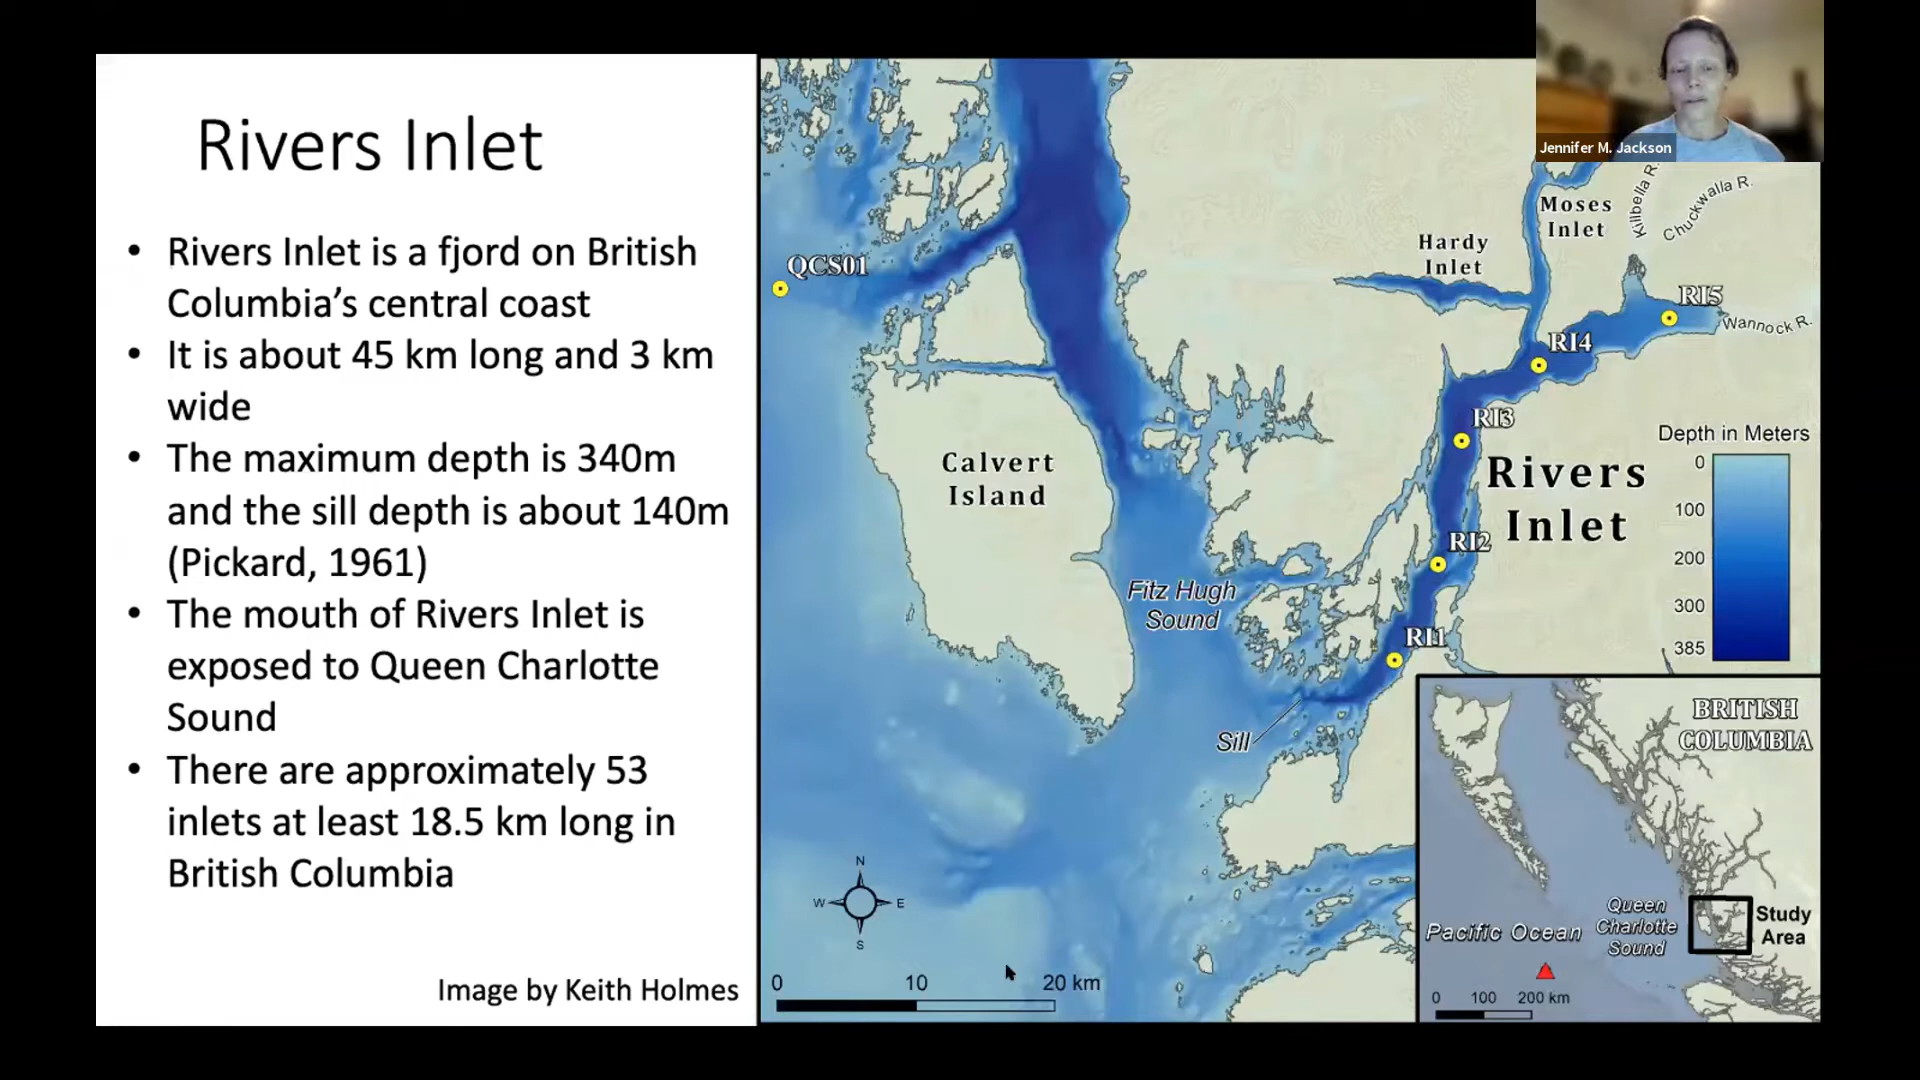 Rivers Inlet
• Rivers Inlet is a fjord on British
Columbia’s central coast
• It is about 45 km long and 3 km
wide
• The maximum depth is 340m
and the sill depth is about 140m
(Pickard, 1961)
• The mouth of Rivers Inlet is
exposed to Queen Charlotte
Sound
• There are approximately 53
inlets at least 18.5 km long in
British Columbia
Image by Keith Holmes
Jennifer M. Jackson
Kilbella R.
Chuckwalla R.
Moses
Inlet
Hardy
Inlet
QCS01
RI5
Wannock R.
RI4
RI3
Rivers
Inlet
RI2
RI1
Calvert
Island
Fitz Hugh
Sound
Sill
Depth in Meters
0
100
200
300
385
N
W E
S
0 10 20 km
BRITISH
COLUMBIA
Queen
Charlotte
Sound
Pacific Ocean
Study
Area
0 100 200 km